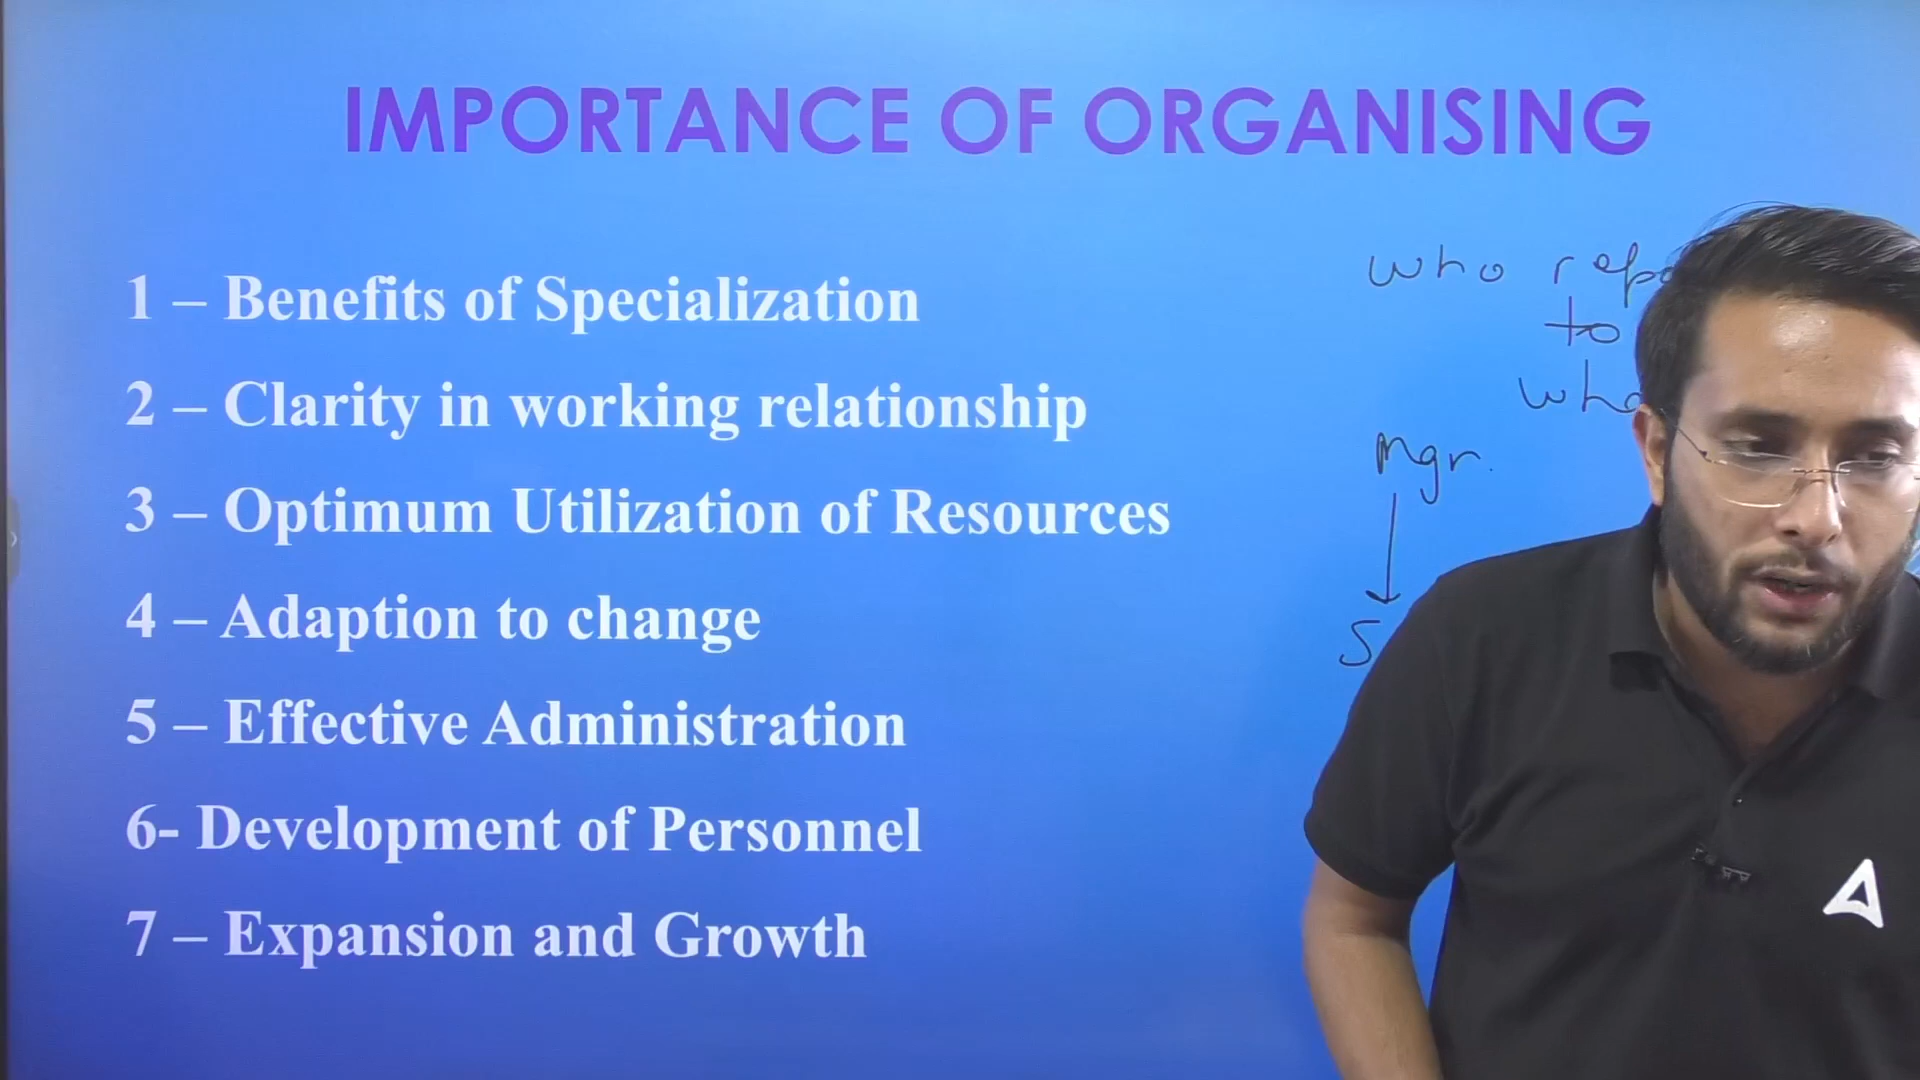 IMPORTANCE OF ORGANISING
1 – Benefits of Specialization
2 – Clarity in working relationship
3 – Optimum Utilization of Resources
4 – Adaption to change
5 – Effective Administration
6- Development of Personnel
7 – Expansion and Growth
who
to
mgr.